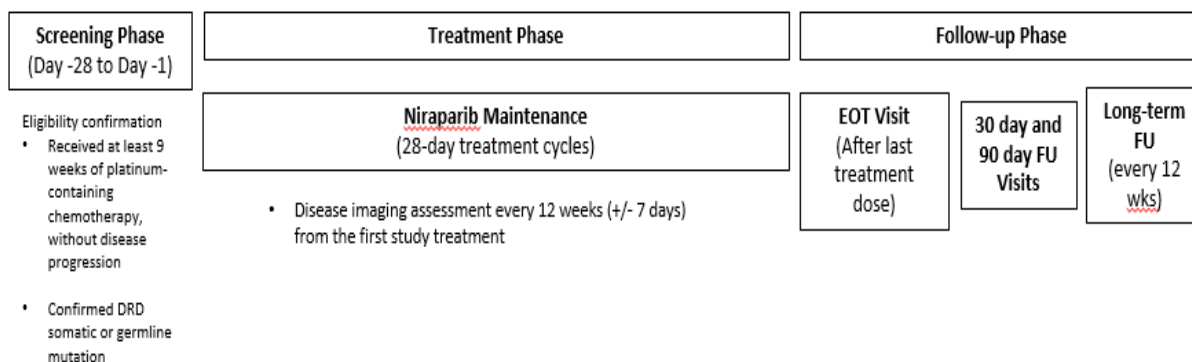 Screening Phase
(Day -28 to Day -1)
Treatment Phase
Follow-up Phase
Eligibility confirmation
• Received at least 9
weeks of platinum-
containing
chemotherapy,
without disease
progression
• Confirmed DRD
somatic or germline
mutation
Niraparib Maintenance
(28-day treatment cycles)
• Disease imaging assessment every 12 weeks (+/- 7 days)
from the first study treatment
EOT Visit
(After last
treatment
dose)
30 day and
90 day FU
Visits
Long-term
FU
(every 12
wks)